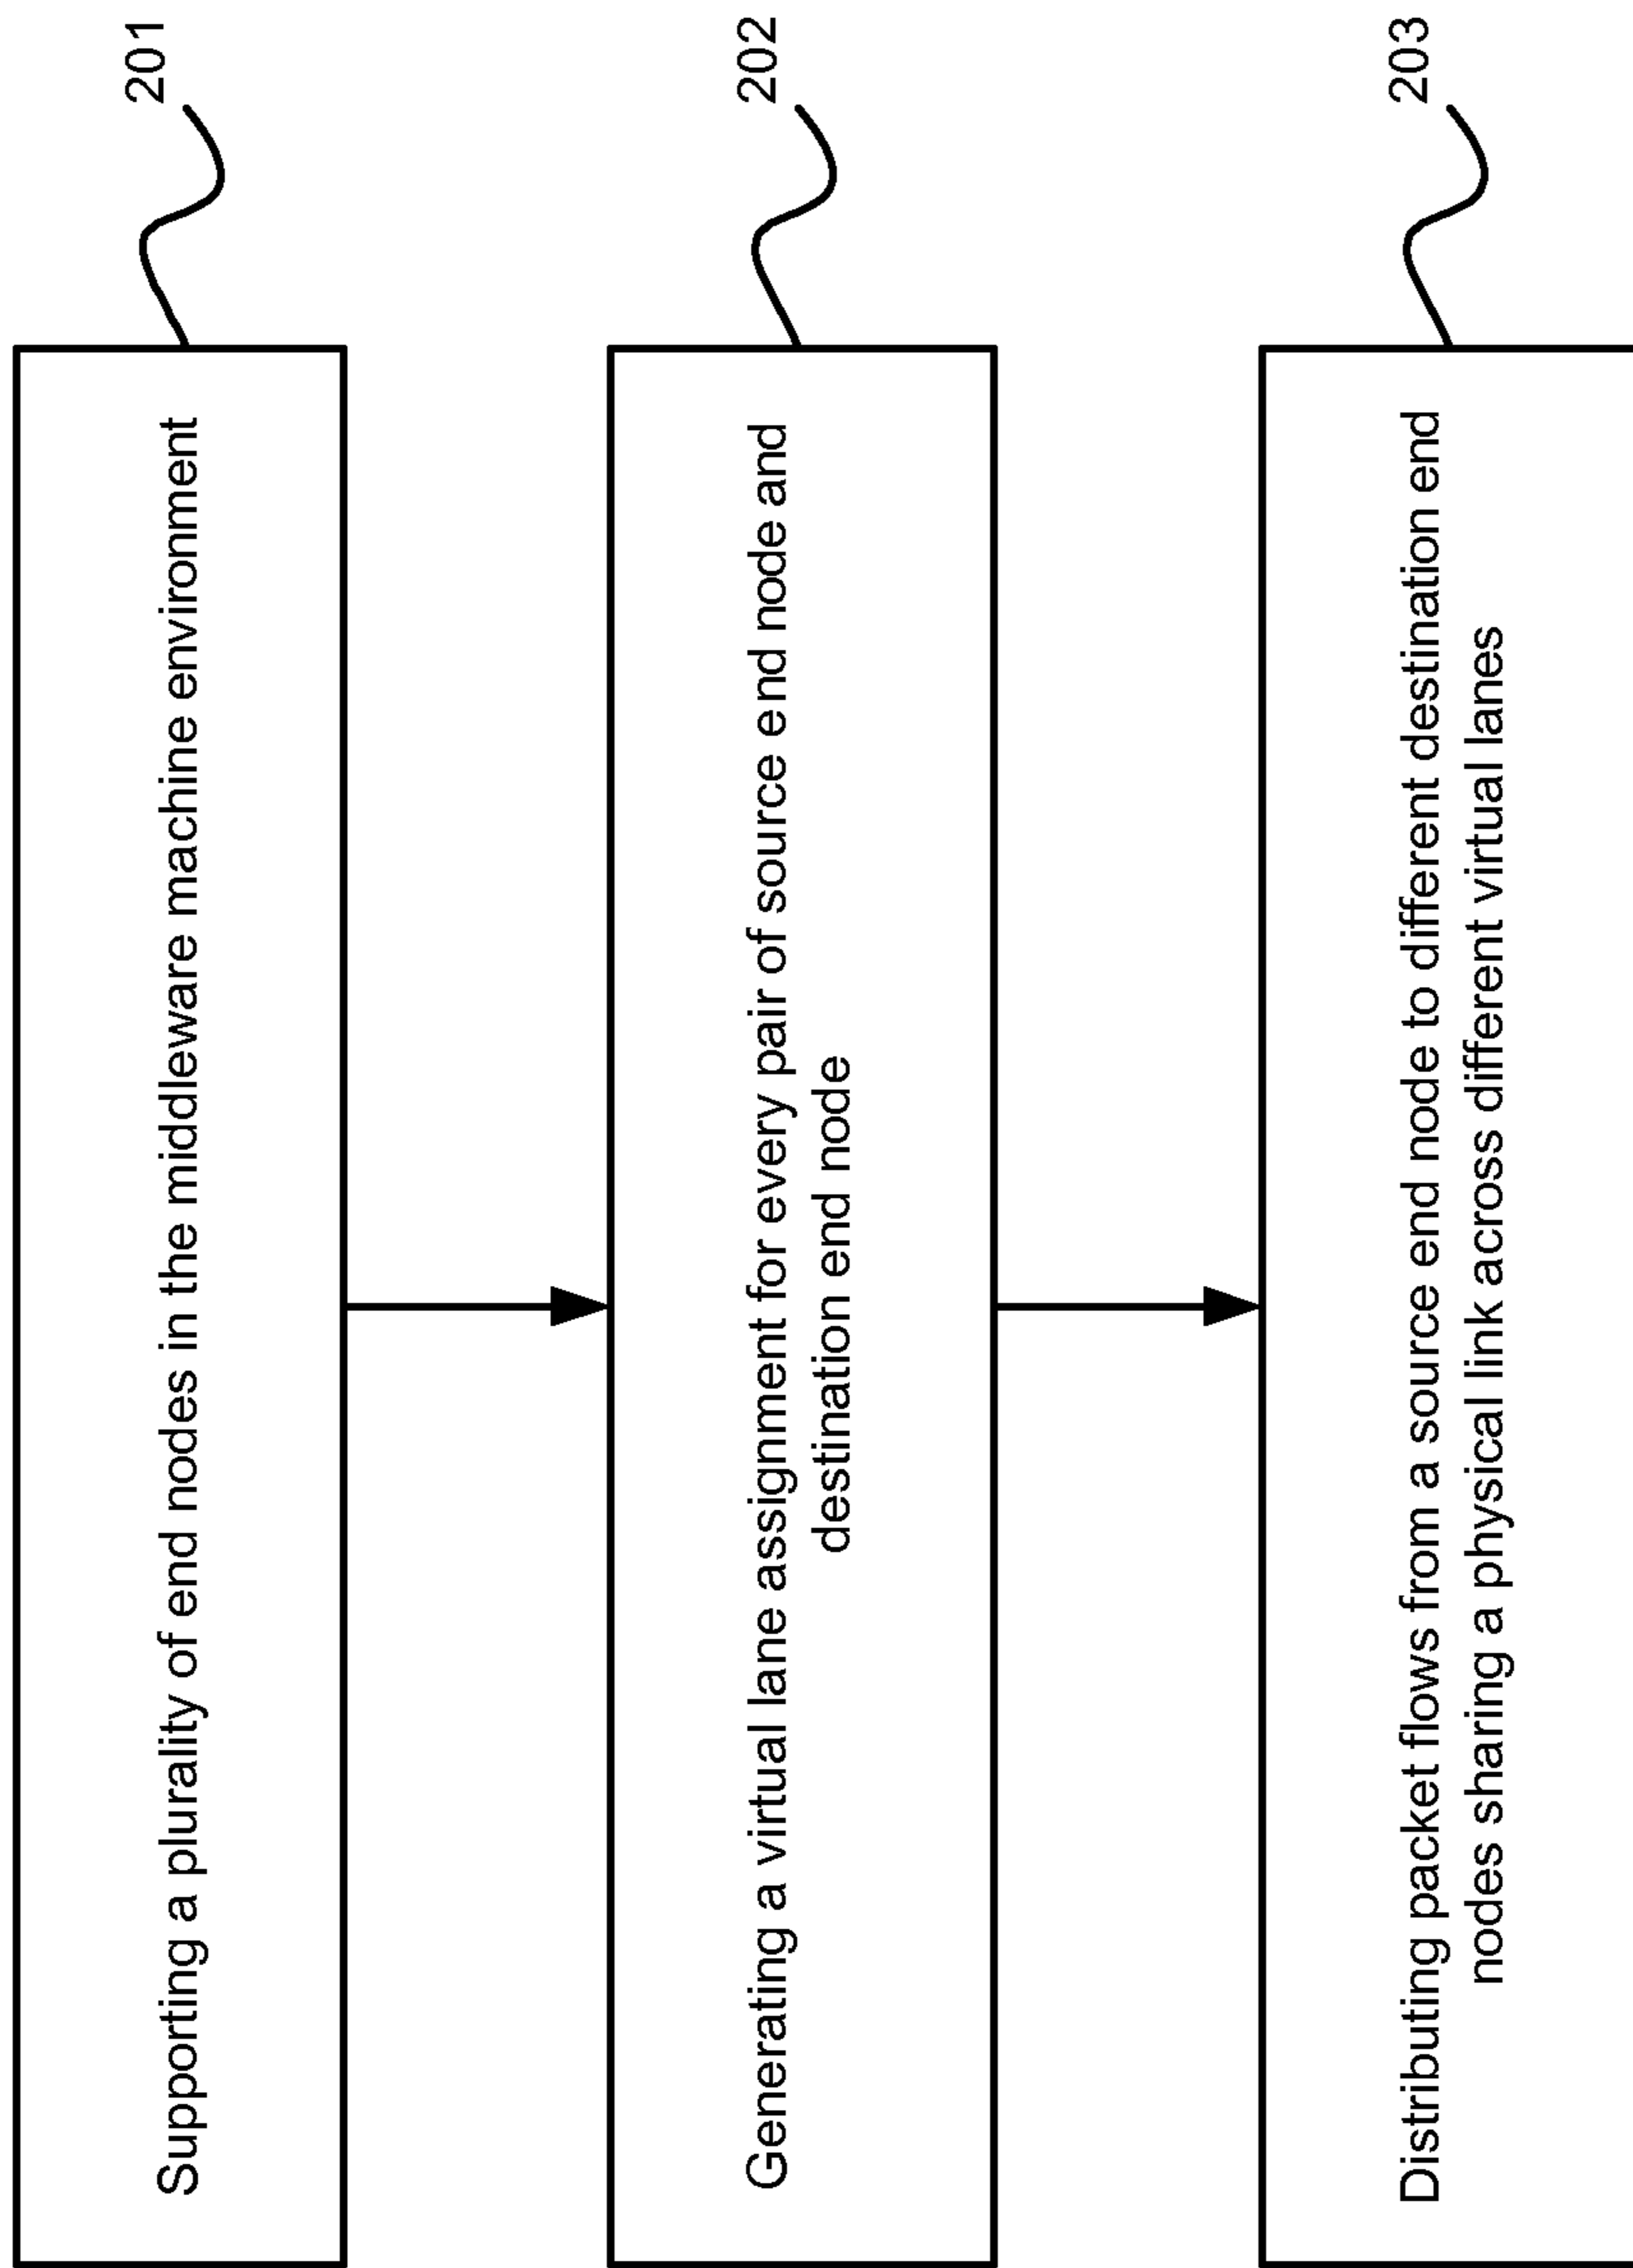 201
Supporting a plurality of end nodes in the middleware machine environment
202
Generating a virtual lane assignment for every pair of source end node and
destination end node
203
Distributing packet flows from a source end node to different destination end
nodes sharing a physical link across different virtual lanes